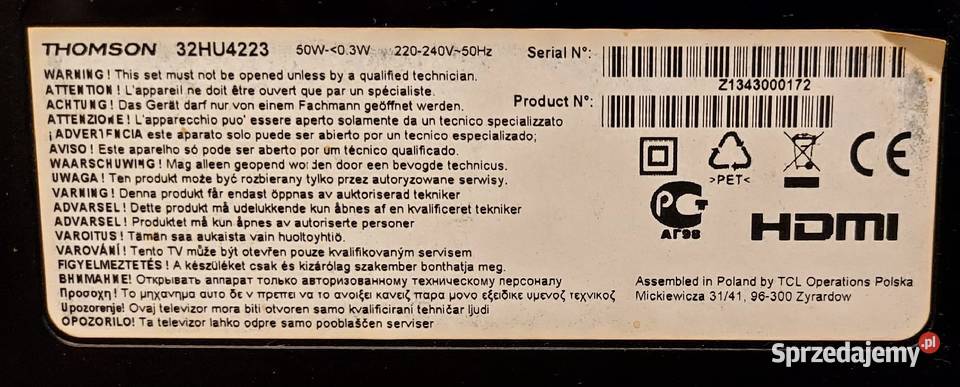 THOMSON 32HU4223 50W-<0.3W 220-240V~50Hz Serial N°:
Z1343000172
WARNING ! This set must not be opened unless by a qualified technician.
ATTENTION ! L'appareil ne doit être ouvert que par un spécialiste.
ACHTUNG ! Das Gerät darf nur von einem Fachmann geöffnet werden.
Product N°:
ATTENZIONE ! L'apparecchio puo' essere aperto solamente da un tecnico specializzato
¡ADVERTENCIA este aparato solo puede ser abierto por un tecnico especializado;
AVISO ! Este aparelho só pode ser aberto por um técnico qualificado.
WAARSCHUWING ! Mag alleen geopend worden door een bevogde technicus.
UWAGA ! Ten produkt może być rozbierany tylko przez autoryzowane serwisy.
VARNING ! Denna produkt får endast öppnas av auktoriserad tekniker
ADVARSEL ! Dette produkt må udelukkende kun åbnes af en kvalificeret tekniker
ADVARSEL ! Produktet må kun åpnes av autoriserte personer
VAROITUS ! Tämän saa aukaista vain huoltoyhtiö.
VAROVÁNÍ ! Tento TV může být otevřen pouze kvalifikovaným servisem
FIGYELMEZTETÉS ! A készüléket csak és kizárólag szakember bonthatja meg.
ВНИМАНИЕ! Открывать аппарат только авторизованному техническому персоналу
Προσοχη! Το μηχανημα αυτο δε ν πρεπει να το ανοιξει κανεις παρα μονο εξειδικε υμενος τεχνικος
Upozorenje! Ovaj televizor mora biti otvoren samo kvalificirani tehničar ljudi
OPOZORILO! Ta televizor lahko odpre samo pooblaščen serviser
>PET<
CE
PCT
АГ98
HDMI
Assembled in Poland by TCL Operations Polska
Mickiewicza 31/41, 96-300 Zyrardow
Sprzedajemy.pl